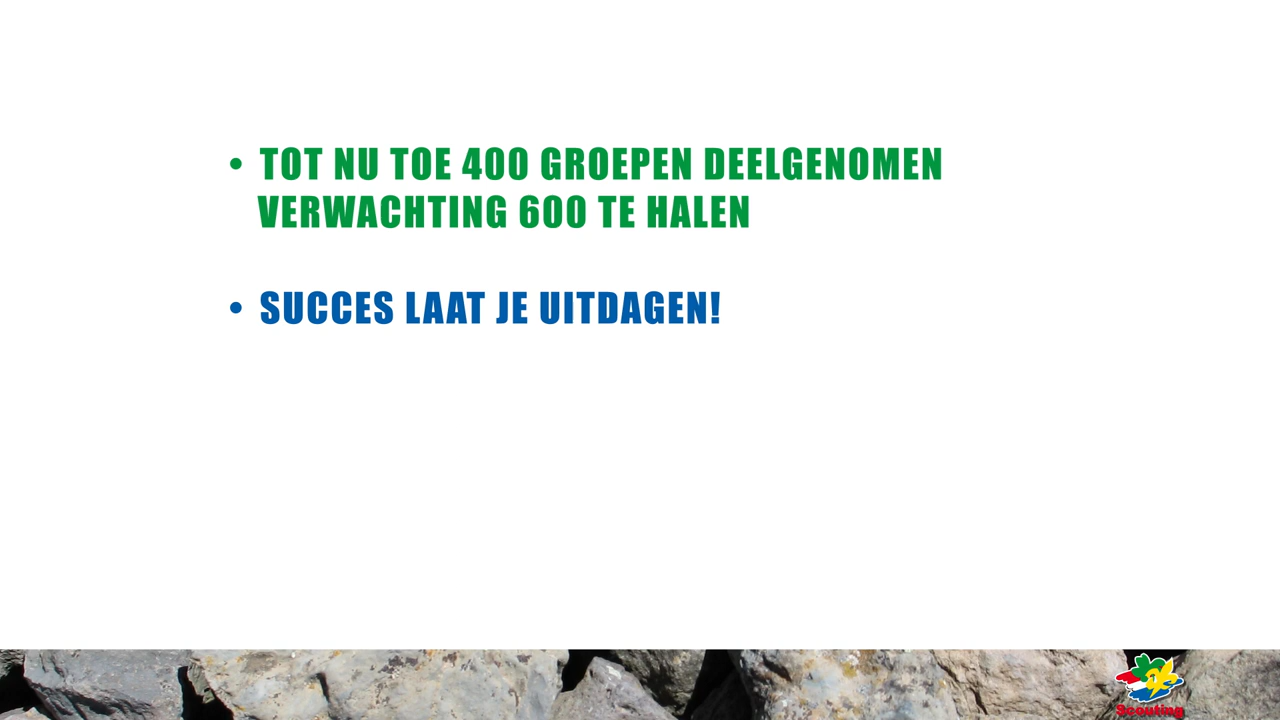 • TOT NU TOE 400 GROEPEN DEELGENOMEN
VERWACHTING 600 TE HALEN
• SUCCES LAAT JE UITDAGEN!
Scouting